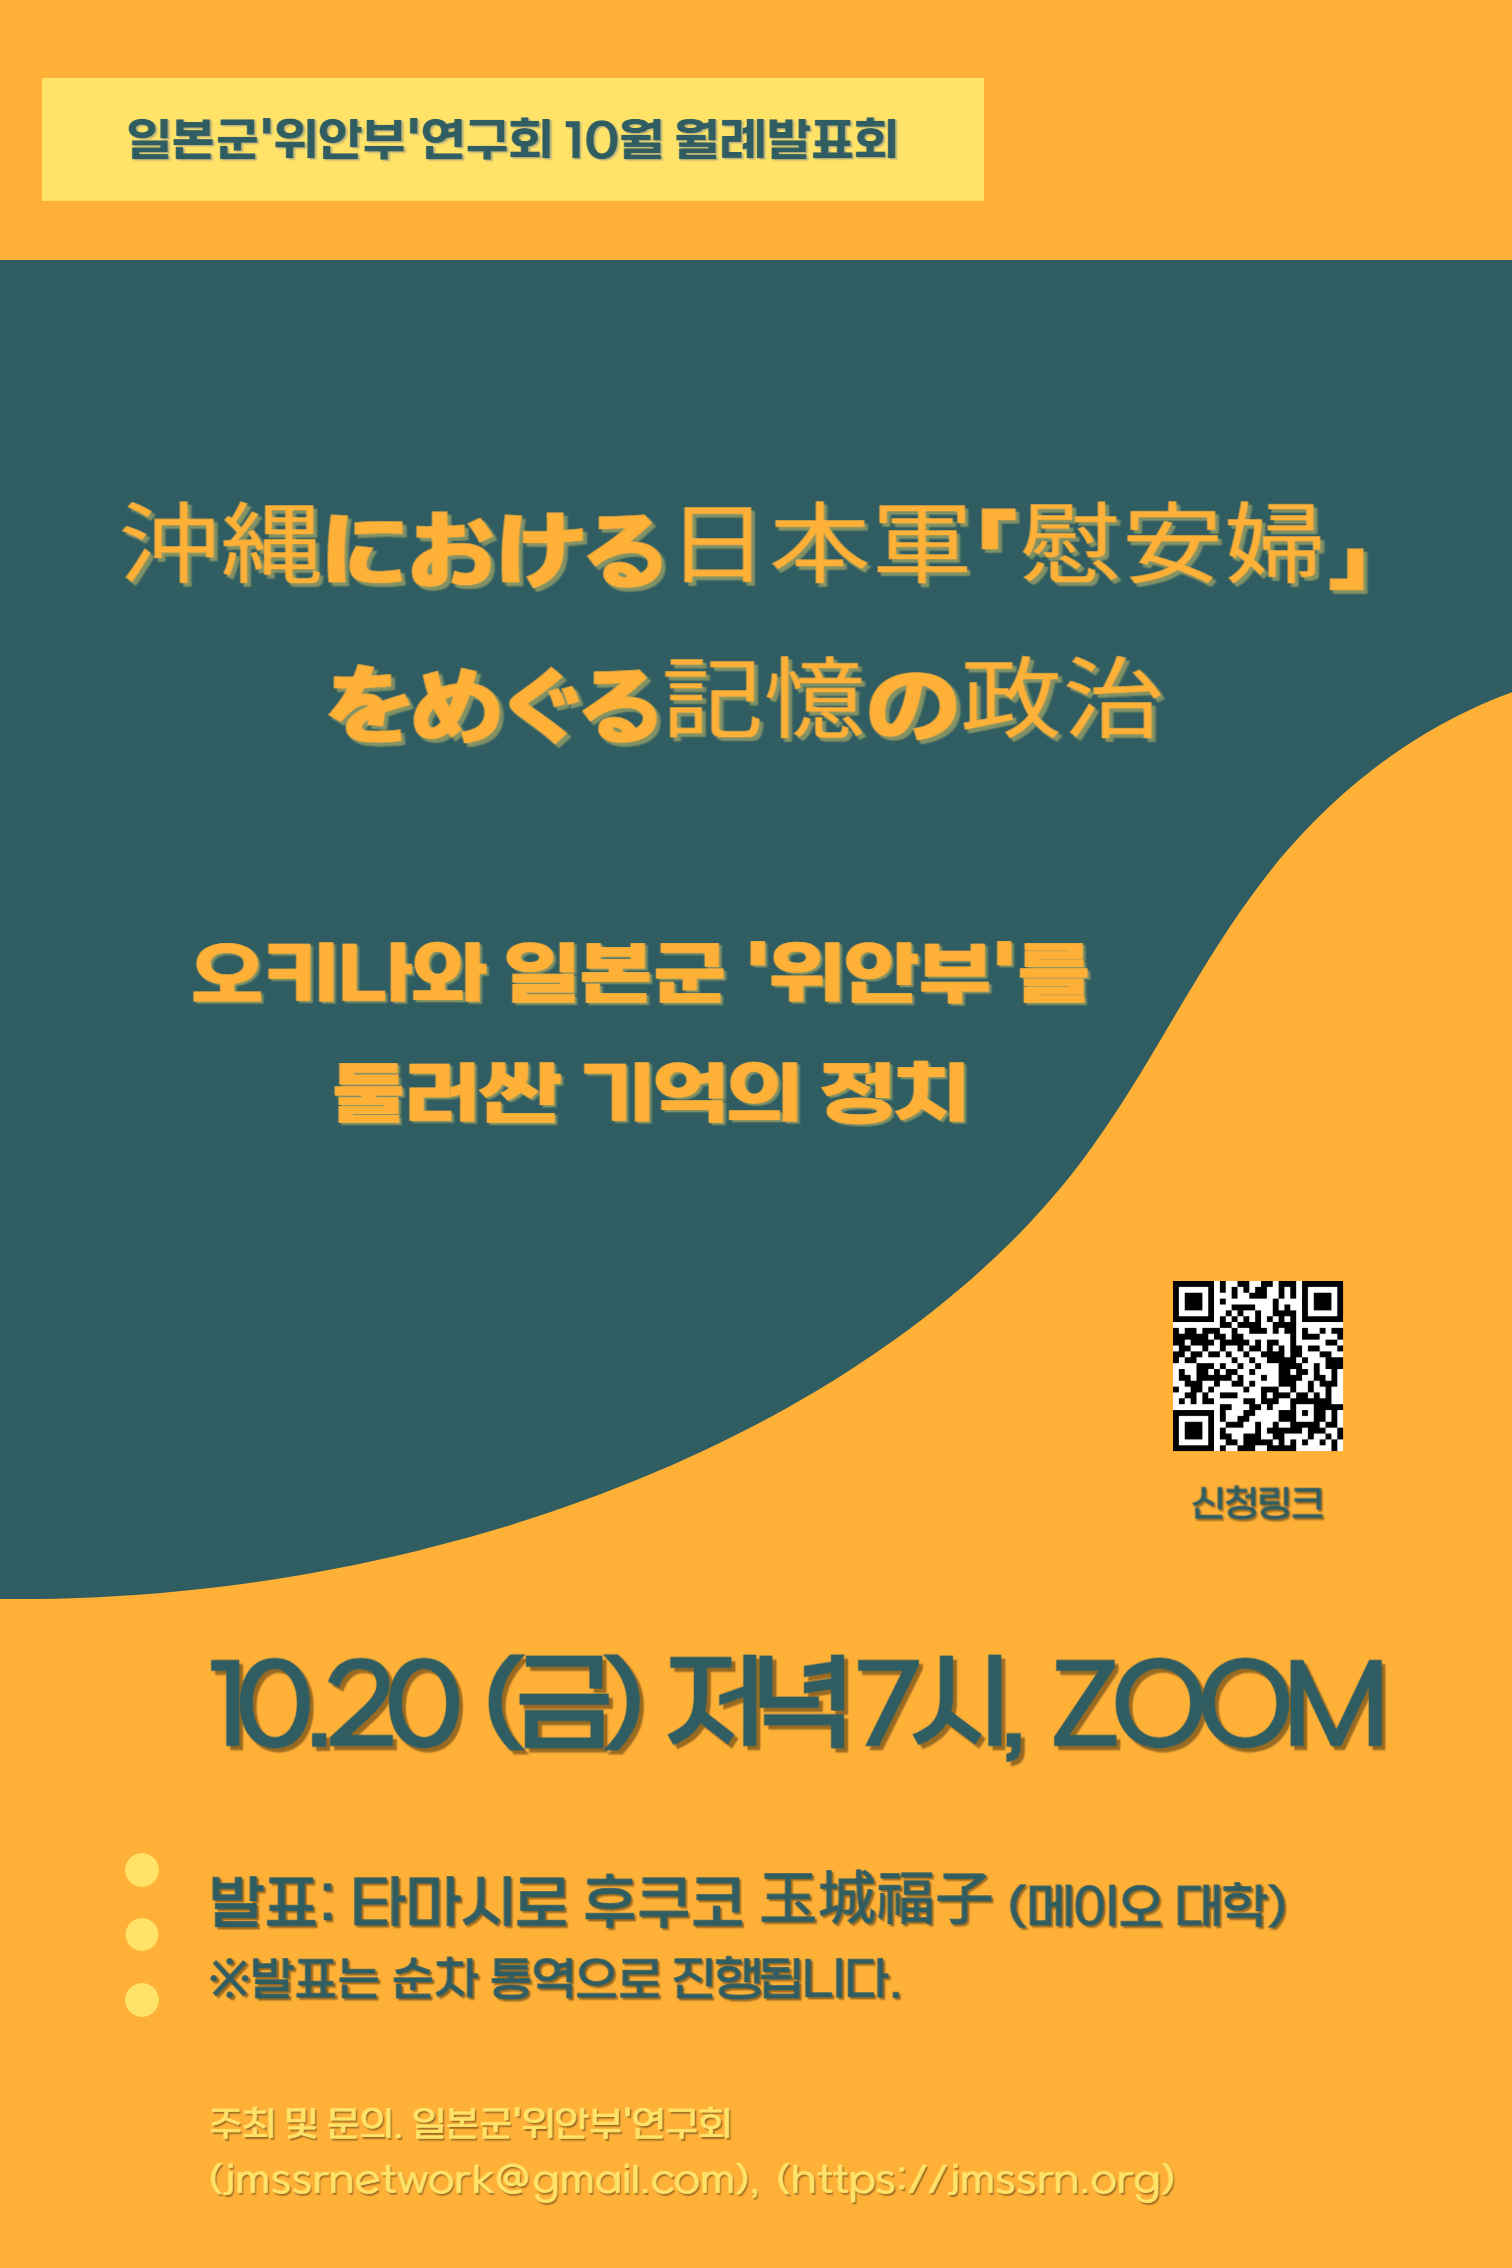 일본군'위안부'연구회 10월 월례발표회
沖縄における日本軍「慰安婦」
をめぐる記憶の政治
오키나와 일본군 '위안부'를
둘러싼 기억의 정치
신청링크
10.20 (금) 저녁7시, ZOOM
발표: 타마시로 후쿠코 玉城福子 (메이오 대학)
※발표는 순차 통역으로 진행됩니다.
주최 및 문의. 일본군'위안부'연구회
(jmssrnetwork@gmail.com), (https://jmssrn.org)